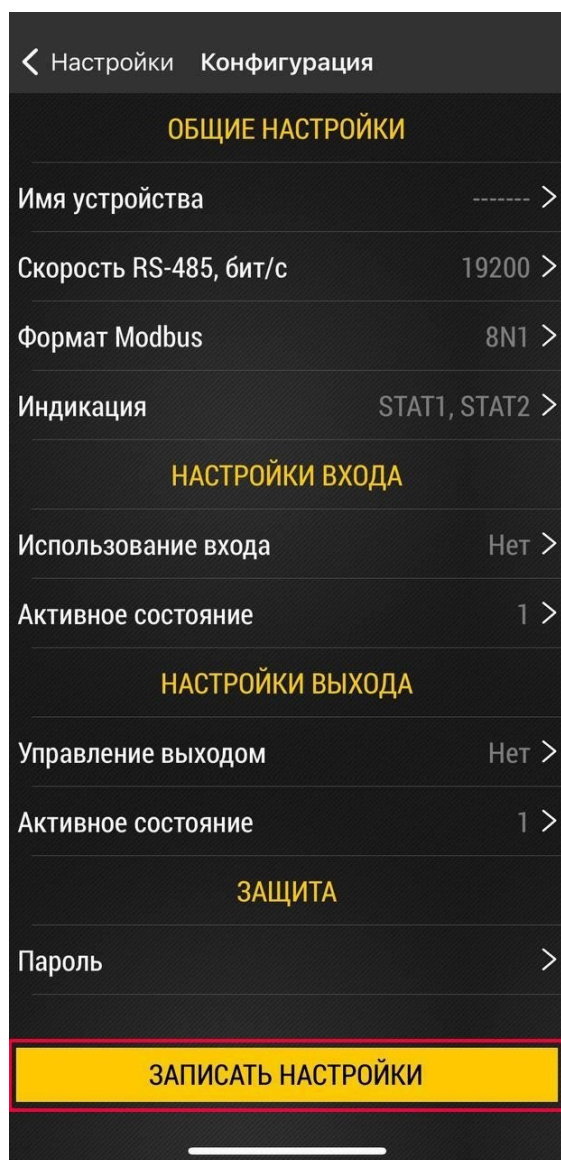 Настройки Конфигурация
ОБЩИЕ НАСТРОЙКИ
Имя устройства -------
Скорость RS-485, бит/с 19200
Формат Modbus 8N1
Индикация STAT1, STAT2
НАСТРОЙКИ ВХОДА
Использование входа Нет
Активное состояние 1
НАСТРОЙКИ ВЫХОДА
Управление выходом Нет
Активное состояние 1
ЗАЩИТА
Пароль
ЗАПИСАТЬ НАСТРОЙКИ